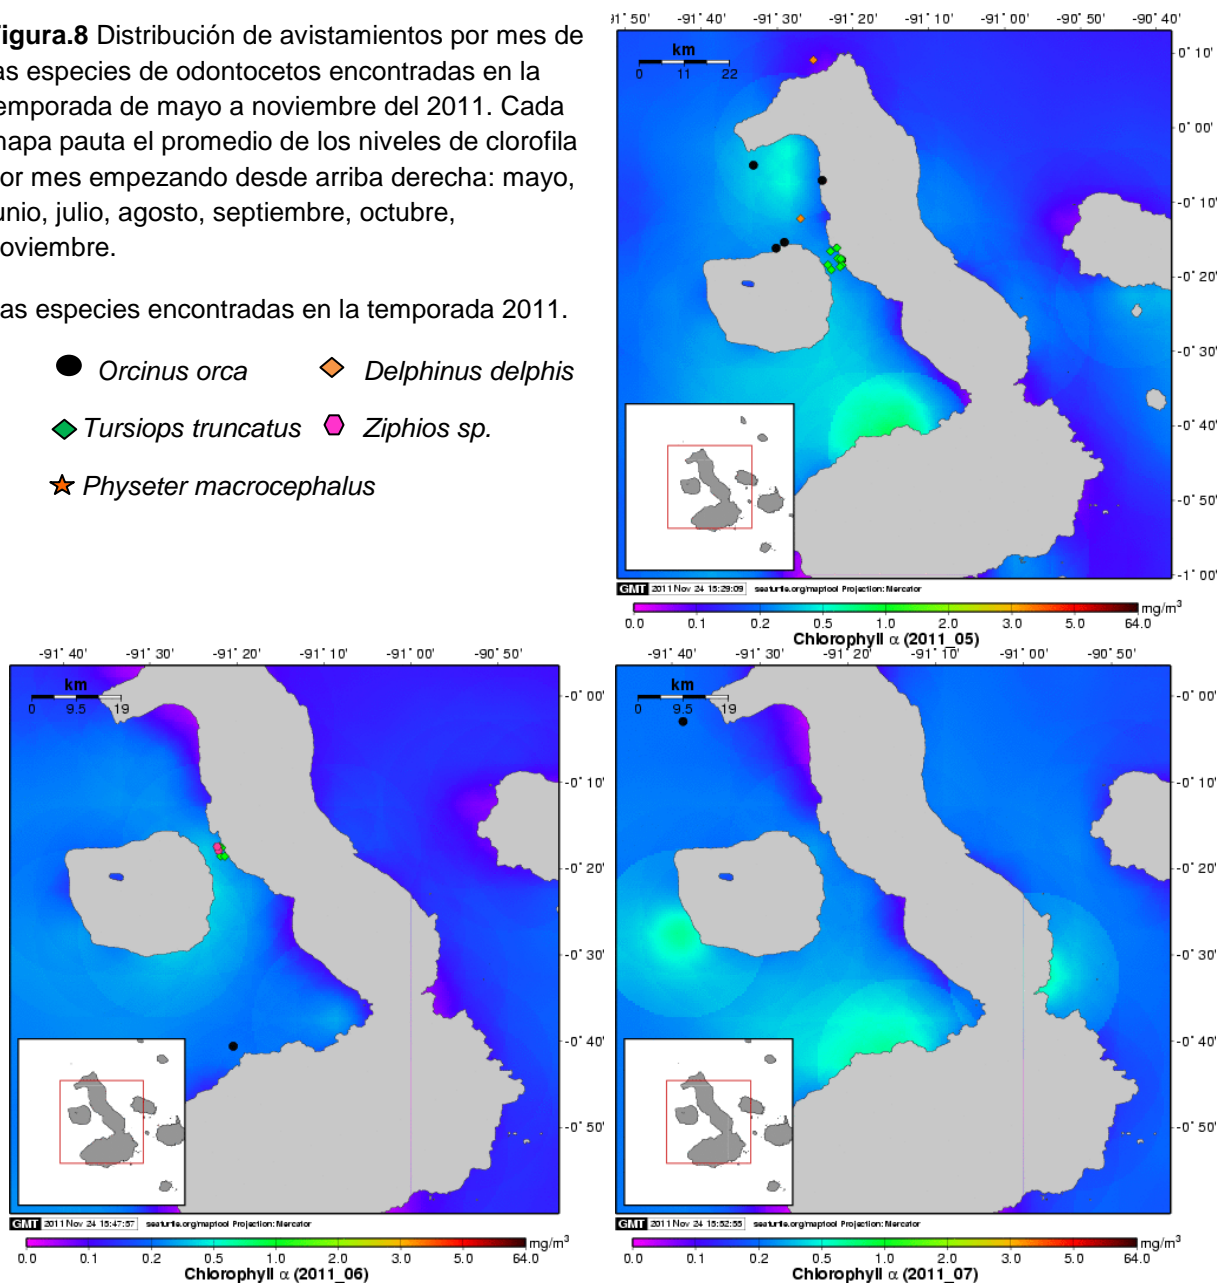 igura.8 Distribución de avistamientos por mes de
as especies de odontocetos encontradas en la
emporada de mayo a noviembre del 2011. Cada
mapa pauta el promedio de los niveles de clorofila
or mes empezando desde arriba derecha: mayo,
unio, julio, agosto, septiembre, octubre,
oviembre.
as especies encontradas en la temporada 2011.
Orcinus orca
Delphinus delphis
Tursiops truncatus
Ziphios sp.
Physeter macrocephalus
-91° 50' -91° 40' -91° 30' -91° 20' -91° 10' -91° 00' -90° 50' -90° 40'
km
0 11 22
0° 10'
0° 00'
-0° 10'
-0° 20'
-0° 30'
-0° 40'
-0° 50'
-1° 00'
GMT 2011 Nov 24 15:29:09 seaturtle.org/maptool Projection: Mercator
0.0 0.1 0.2 0.5 1.0 2.0 3.0 5.0 64.0 mg/m³
Chlorophyll α (2011_05)
-91° 40' -91° 30' -91° 20' -91° 10' -91° 00' -90° 50'
km
0 9.5 19
-0° 00'
-0° 10'
-0° 20'
-0° 30'
-0° 40'
-0° 50'
GMT 2011 Nov 24 15:47:57 seaturtle.org/maptool Projection: Mercator
0.0 0.1 0.2 0.5 1.0 2.0 3.0 5.0 64.0 mg/m³
Chlorophyll α (2011_06)
-91° 40' -91° 30' -91° 20' -91° 10' -91° 00' -90° 50'
km
0 9.5 19
-0° 00'
-0° 10'
-0° 20'
-0° 30'
-0° 40'
-0° 50'
GMT 2011 Nov 24 15:52:55 seaturtle.org/maptool Projection: Mercator
0.0 0.1 0.2 0.5 1.0 2.0 3.0 5.0 64.0 mg/m³
Chlorophyll α (2011_07)